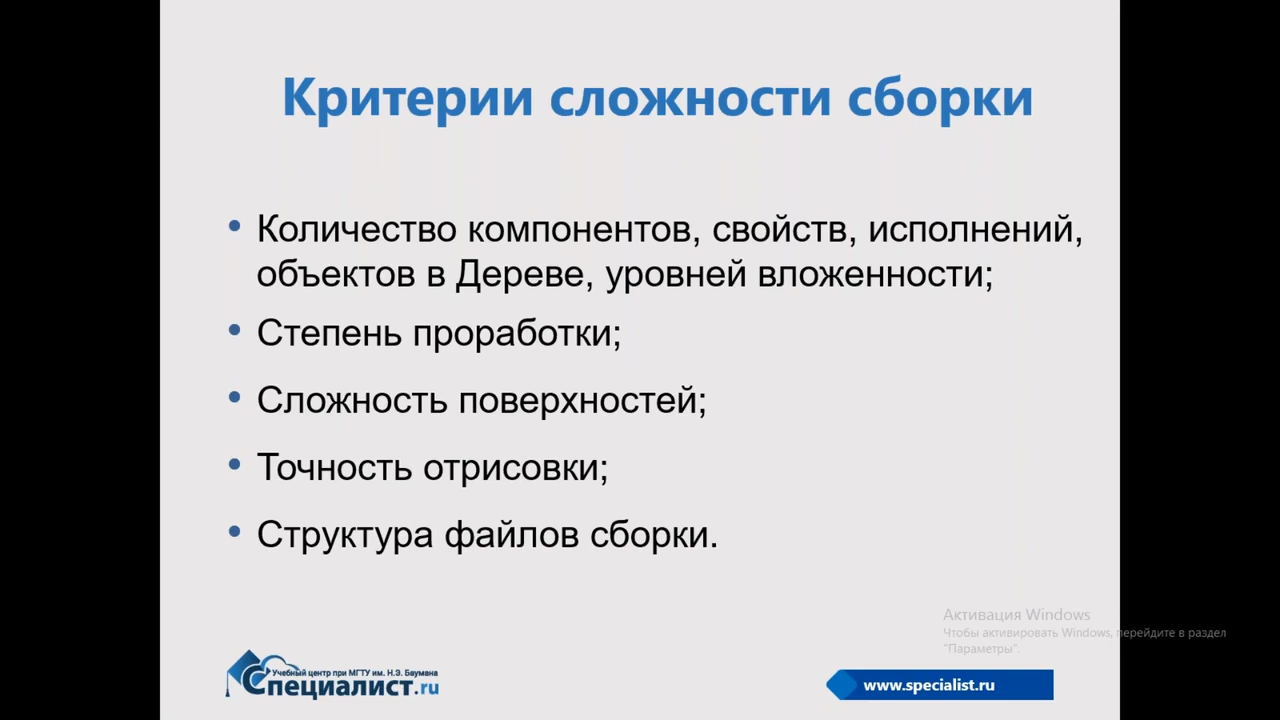 Критерии сложности сборки
• Количество компонентов, свойств, исполнений,
объектов в Дереве, уровней вложенности;
• Степень проработки;
• Сложность поверхностей;
• Точность отрисовки;
• Структура файлов сборки.
Активация Windows
Чтобы активировать Windows, перейдите в раздел
"Параметры".
Учебный центр при МГТУ им. Н.Э. Баумана
Специалист.ru
www.specialist.ru